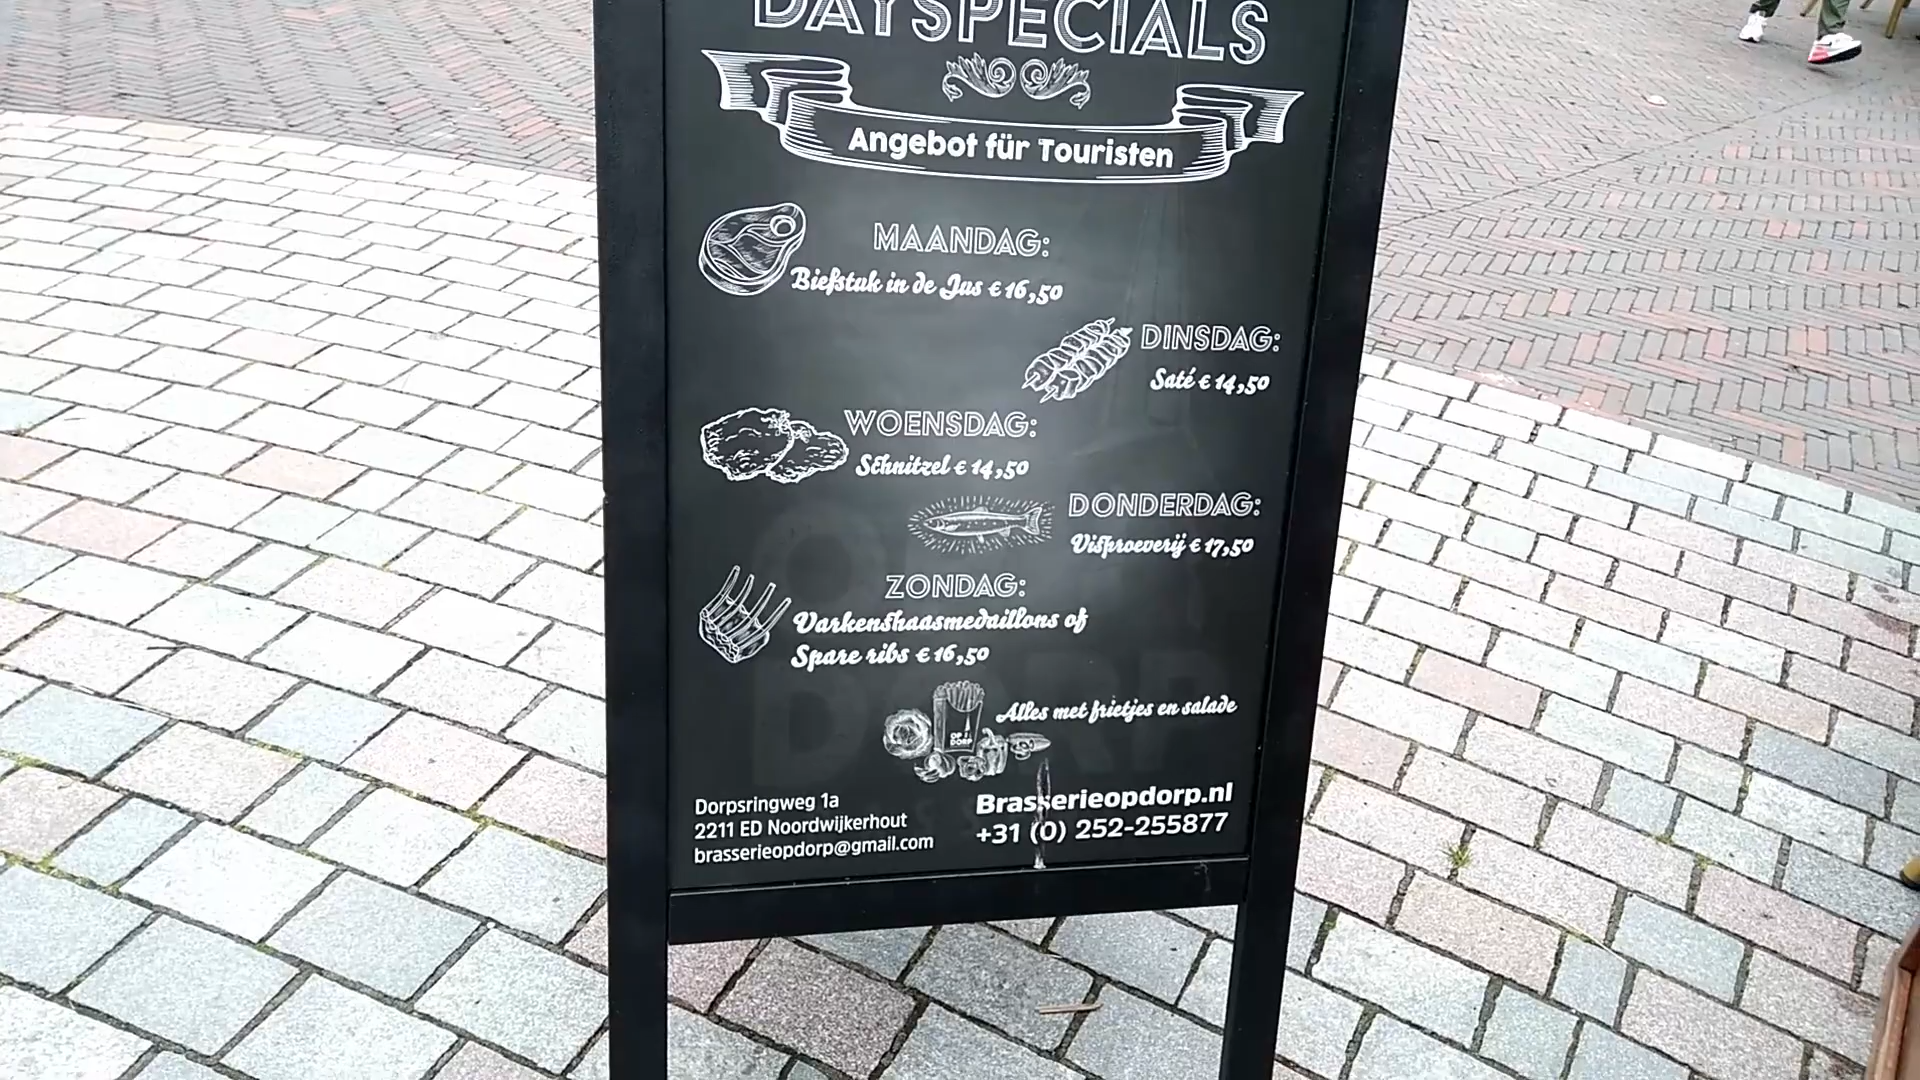 DAYSPECIALS
Angebot für Touristen
MAANDAG:
Biefstuk in de Jus € 16,50
DINSDAG:
Saté € 14,50
WOENSDAG:
Schnitzel € 14,50
DONDERDAG:
Visproeverij € 17,50
ZONDAG:
Varkenshaasmedaillons of
Spare ribs € 16,50
Alles met frietjes en salade
OP
DORP
Dorpsringweg 1a
2211 ED Noordwijkerhout
brasserieopdorp@gmail.com
Brasserieopdorp.nl
+31 (0) 252-255877